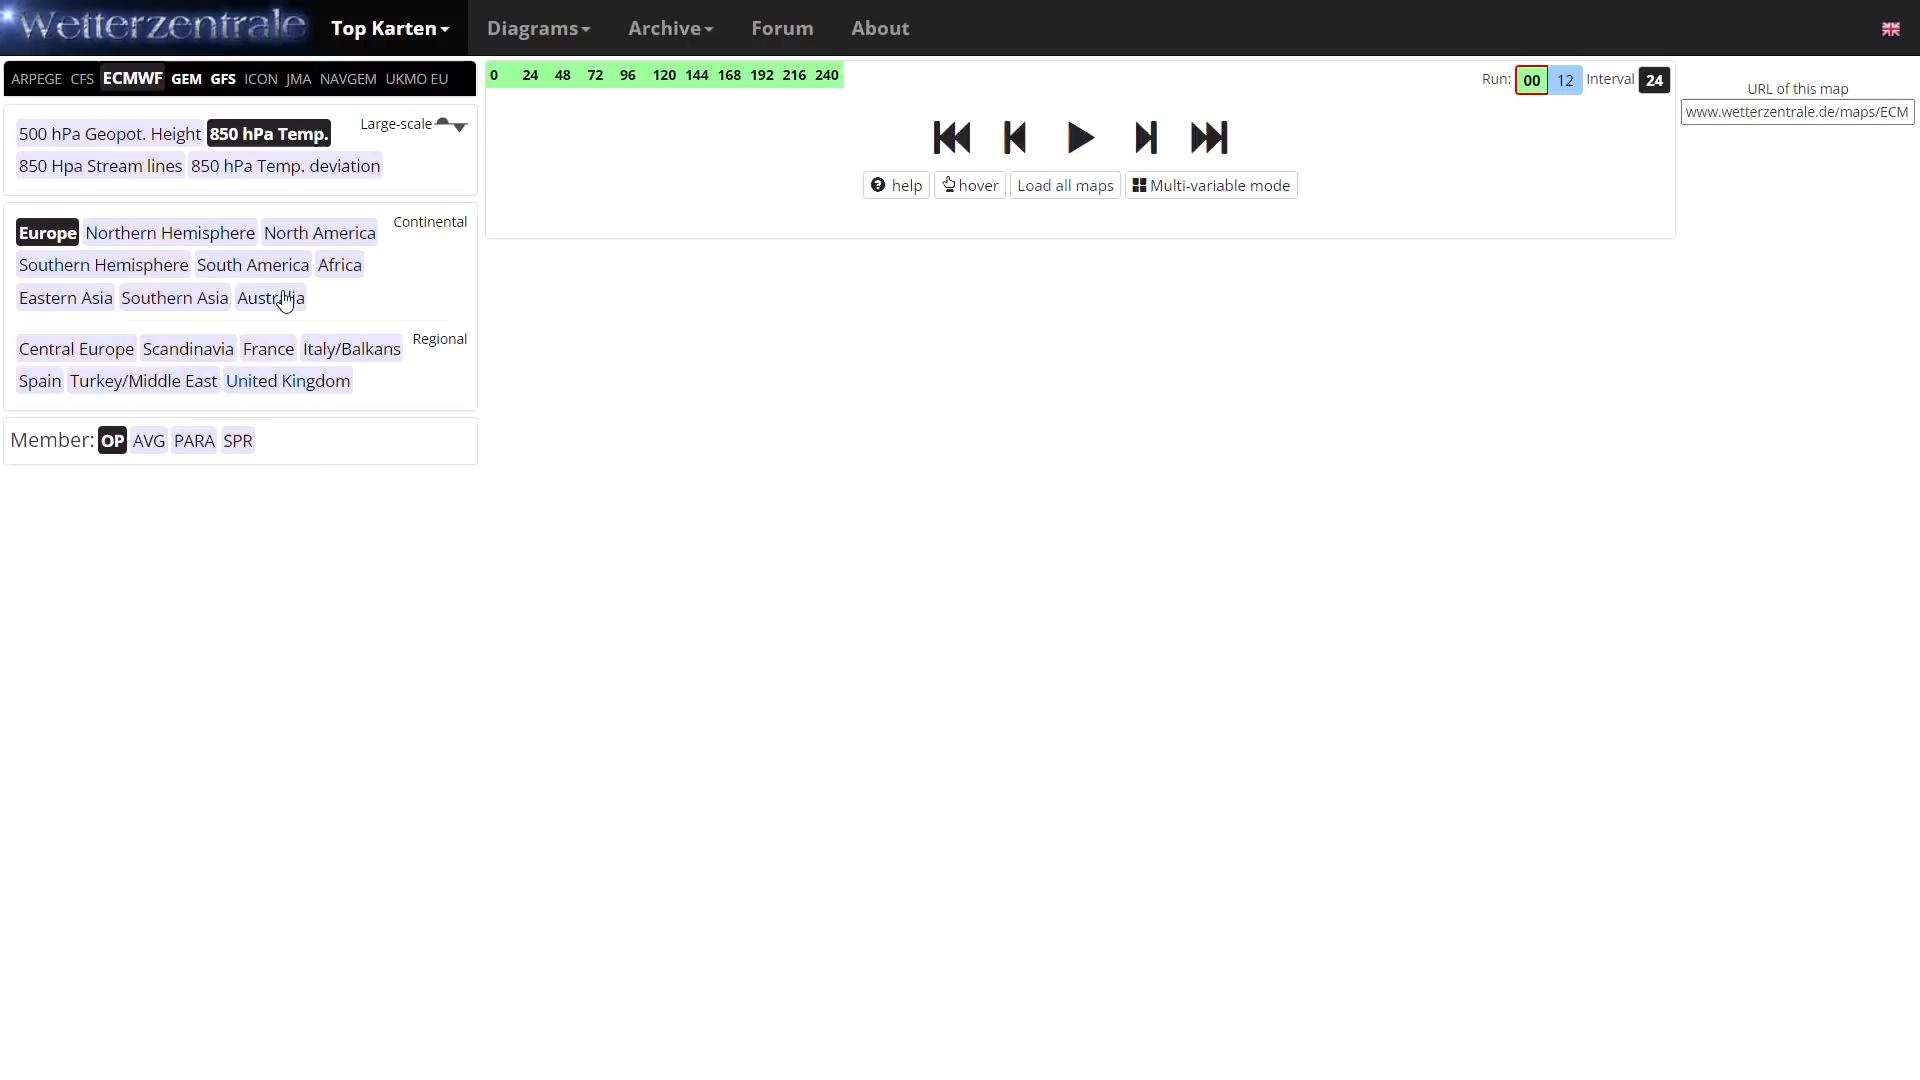 Wetterzentrale Top Karten Diagrams Archive Forum About
ARPEGE CFS ECMWF GEM GFS ICON JMA NAVGEM UKMO EU
500 hPa Geopot. Height 850 hPa Temp. Large-scale
850 Hpa Stream lines 850 hPa Temp. deviation
Europe Northern Hemisphere North America Continental
Southern Hemisphere South America Africa
Eastern Asia Southern Asia Australia
Central Europe Scandinavia France Italy/Balkans Regional
Spain Turkey/Middle East United Kingdom
Member: OP AVG PARA SPR
0 24 48 72 96 120 144 168 192 216 240
Run: 00 12 Interval 24
help hover Load all maps Multi-variable mode
URL of this map
www.wetterzentrale.de/maps/ECM